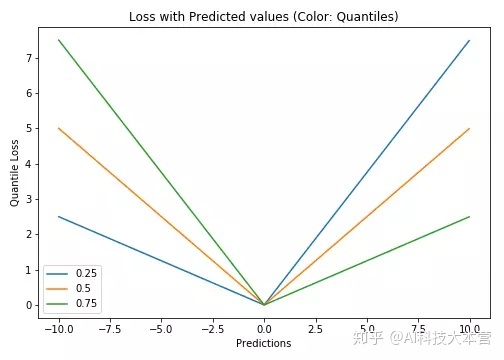 Loss with Predicted values (Color: Quantiles)
7
6
5
4
3
2
1
0
Quantile Loss
0.25
0.5
0.75
−10.0 −7.5 −5.0 −2.5 0.0 2.5 5.0 7.5 10.0
Predictions
知乎 @AI科技大本营